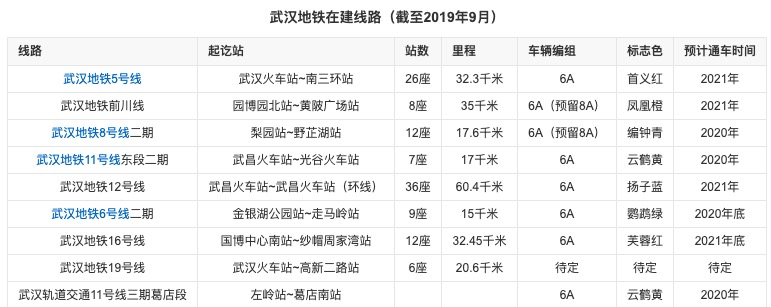 武汉地铁在建线路（截至2019年9月）
线路 起讫站 站数 里程 车辆编组 标志色 预计通车时间
武汉地铁5号线 武汉火车站~南三环站 26座 32.3千米 6A 首义红 2021年
武汉地铁前川线 园博园北站~黄陂广场站 8座 35千米 6A（预留8A） 凤凰橙 2021年
武汉地铁8号线二期 梨园站~野芷湖站 12座 17.6千米 6A（预留8A） 编钟青 2020年
武汉地铁11号线东段二期 武昌火车站~光谷火车站 7座 17千米 6A 云鹤黄 2020年
武汉地铁12号线 武昌火车站~武昌火车站（环线） 36座 60.4千米 6A 扬子蓝 2021年
武汉地铁6号线二期 金银湖公园站~走马岭站 9座 15千米 6A 鹦鹉绿 2020年底
武汉地铁16号线 国博中心南站~纱帽周家湾站 12座 32.45千米 6A 芙蓉红 2021年底
武汉地铁19号线 武汉火车站~高新二路站 6座 20.6千米 待定 待定 待定
武汉轨道交通11号线三期葛店段 左岭站~葛店南站 6A 云鹤黄 2020年